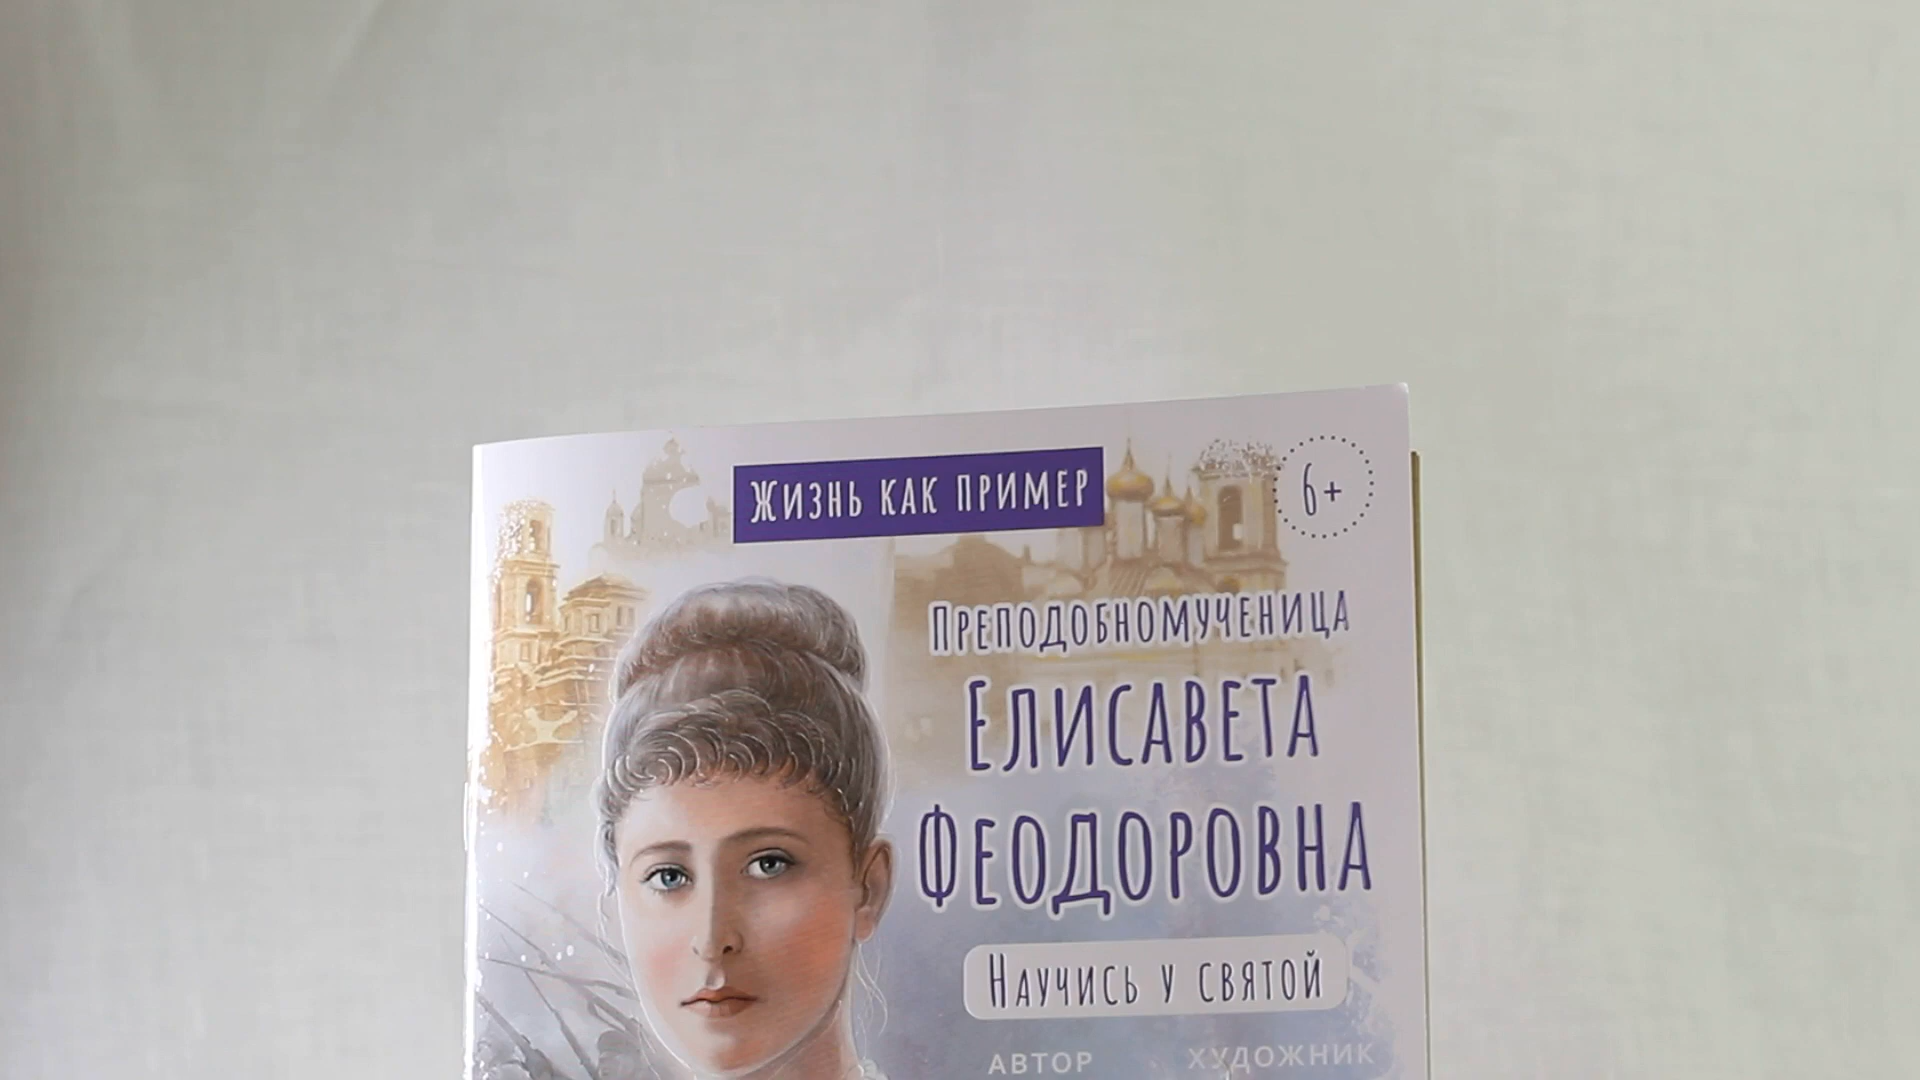 Жизнь как пример
6+
Преподобномученица
Елисавета
Феодоровна
Научись у святой
АВТОР ХУДОЖНИК